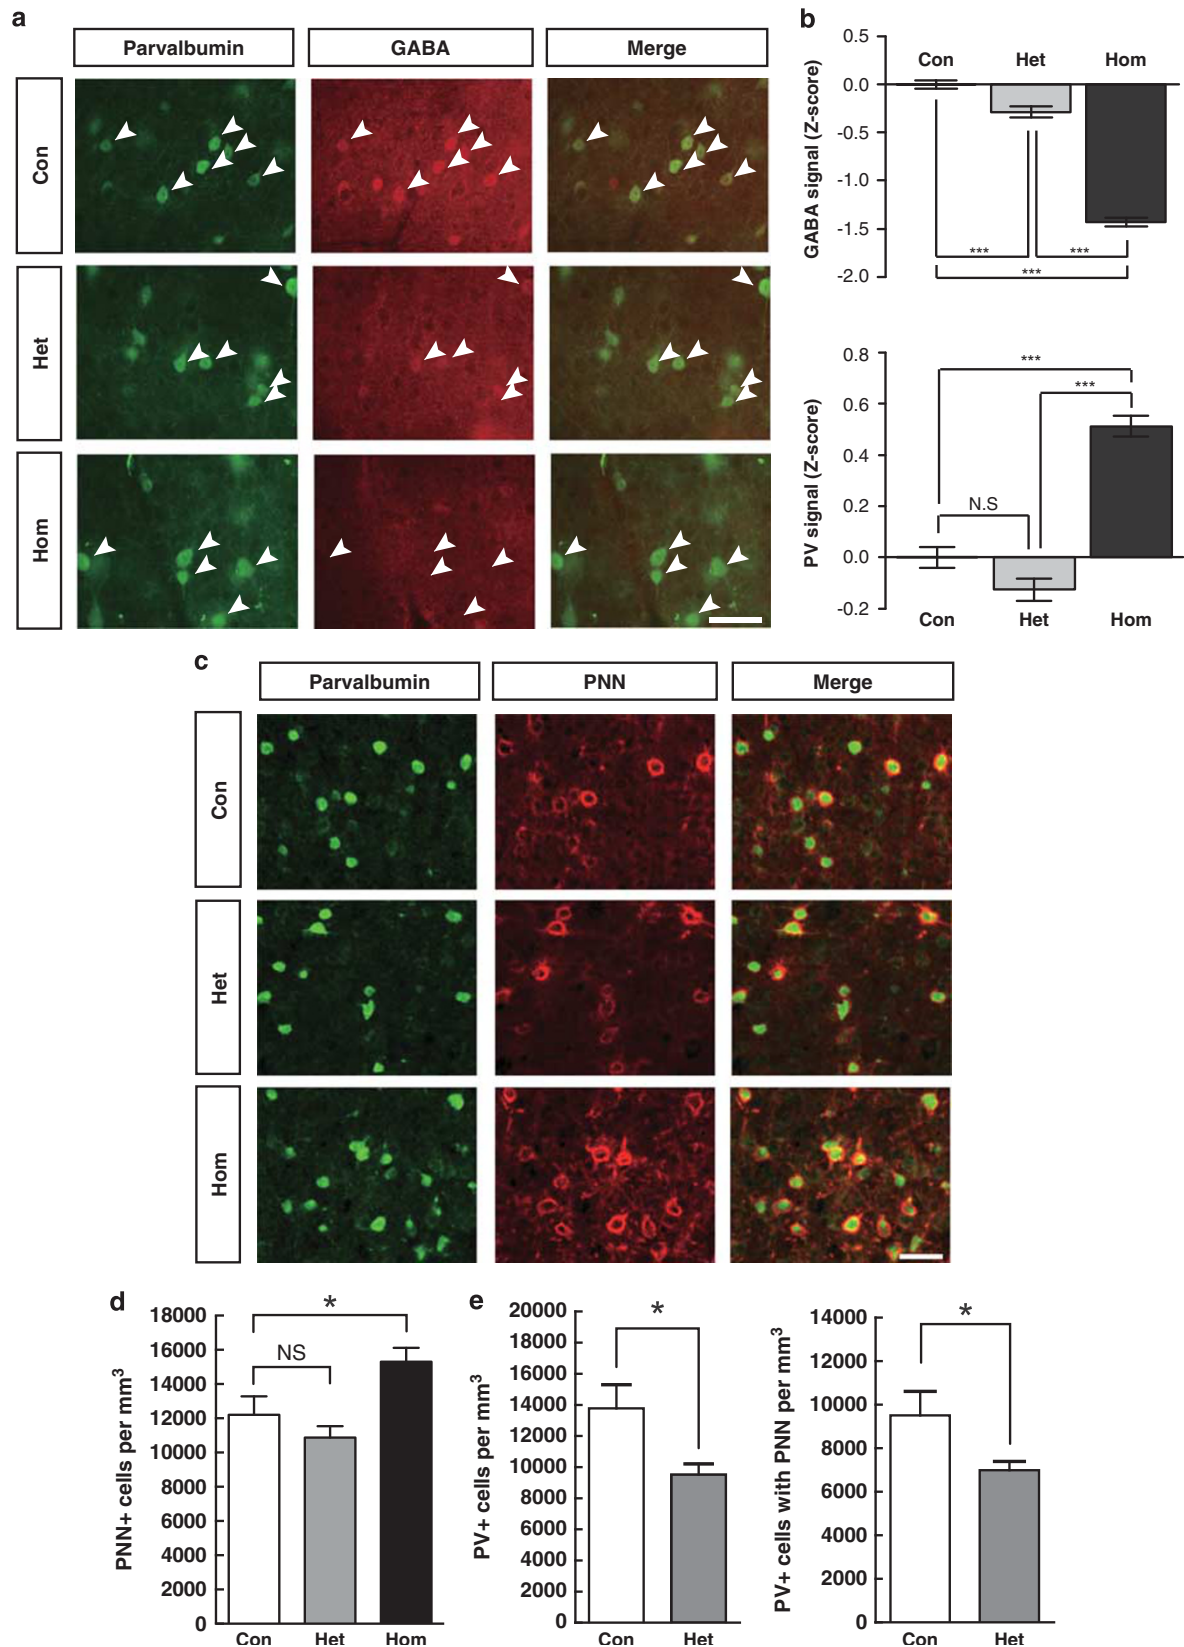 a
Parvalbumin GABA Merge
Con
Het
Hom
b
0.5
0.0
-0.5
-1.0
-1.5
-2.0
GABA signal (Z-score)
Con Het Hom
*** ***
***
0.8
0.6
0.4
0.2
0.0
-0.2
PV signal (Z-score)
***
***
N.S
Con Het Hom
c
Parvalbumin PNN Merge
Con
Het
Hom
d
18000
16000
14000
12000
10000
8000
6000
4000
2000
0
PNN+ cells per mm³
*
NS
Con Het Hom
e
20000
18000
16000
14000
12000
10000
8000
6000
4000
2000
0
PV+ cells per mm³
*
Con Het
14000
12000
10000
8000
6000
4000
2000
0
PV+ cells with PNN per mm³
*
Con Het